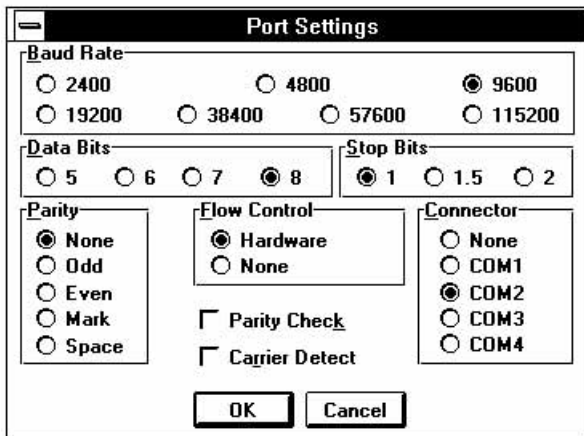 Port Settings
Baud Rate
2400 4800 9600
19200 38400 57600 115200
Data Bits
5 6 7 8
Stop Bits
1 1.5 2
Parity
None
Odd
Even
Mark
Space
Flow Control
Hardware
None
Parity Check
Carrier Detect
Connector
None
COM1
COM2
COM3
COM4
OK Cancel